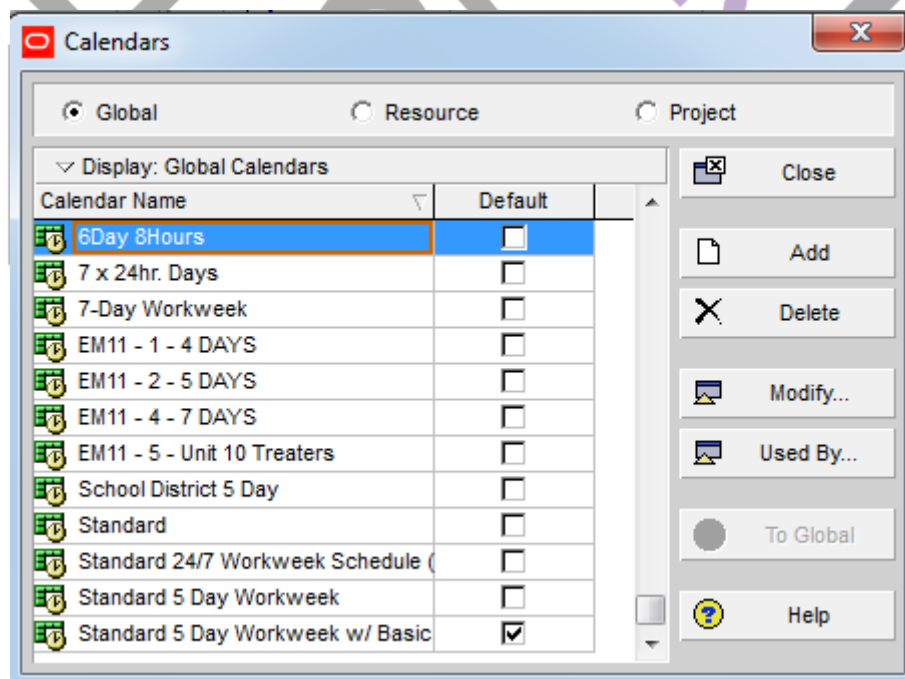 Calendars
Global Resource Project
Display: Global Calendars
Close
Calendar Name Default
6Day 8Hours
Add
7 x 24hr. Days
7-Day Workweek
Delete
EM11 - 1 - 4 DAYS
EM11 - 2 - 5 DAYS
Modify...
EM11 - 4 - 7 DAYS
EM11 - 5 - Unit 10 Treaters
Used By...
School District 5 Day
Standard
To Global
Standard 24/7 Workweek Schedule (
Standard 5 Day Workweek
Help
Standard 5 Day Workweek w/ Basic